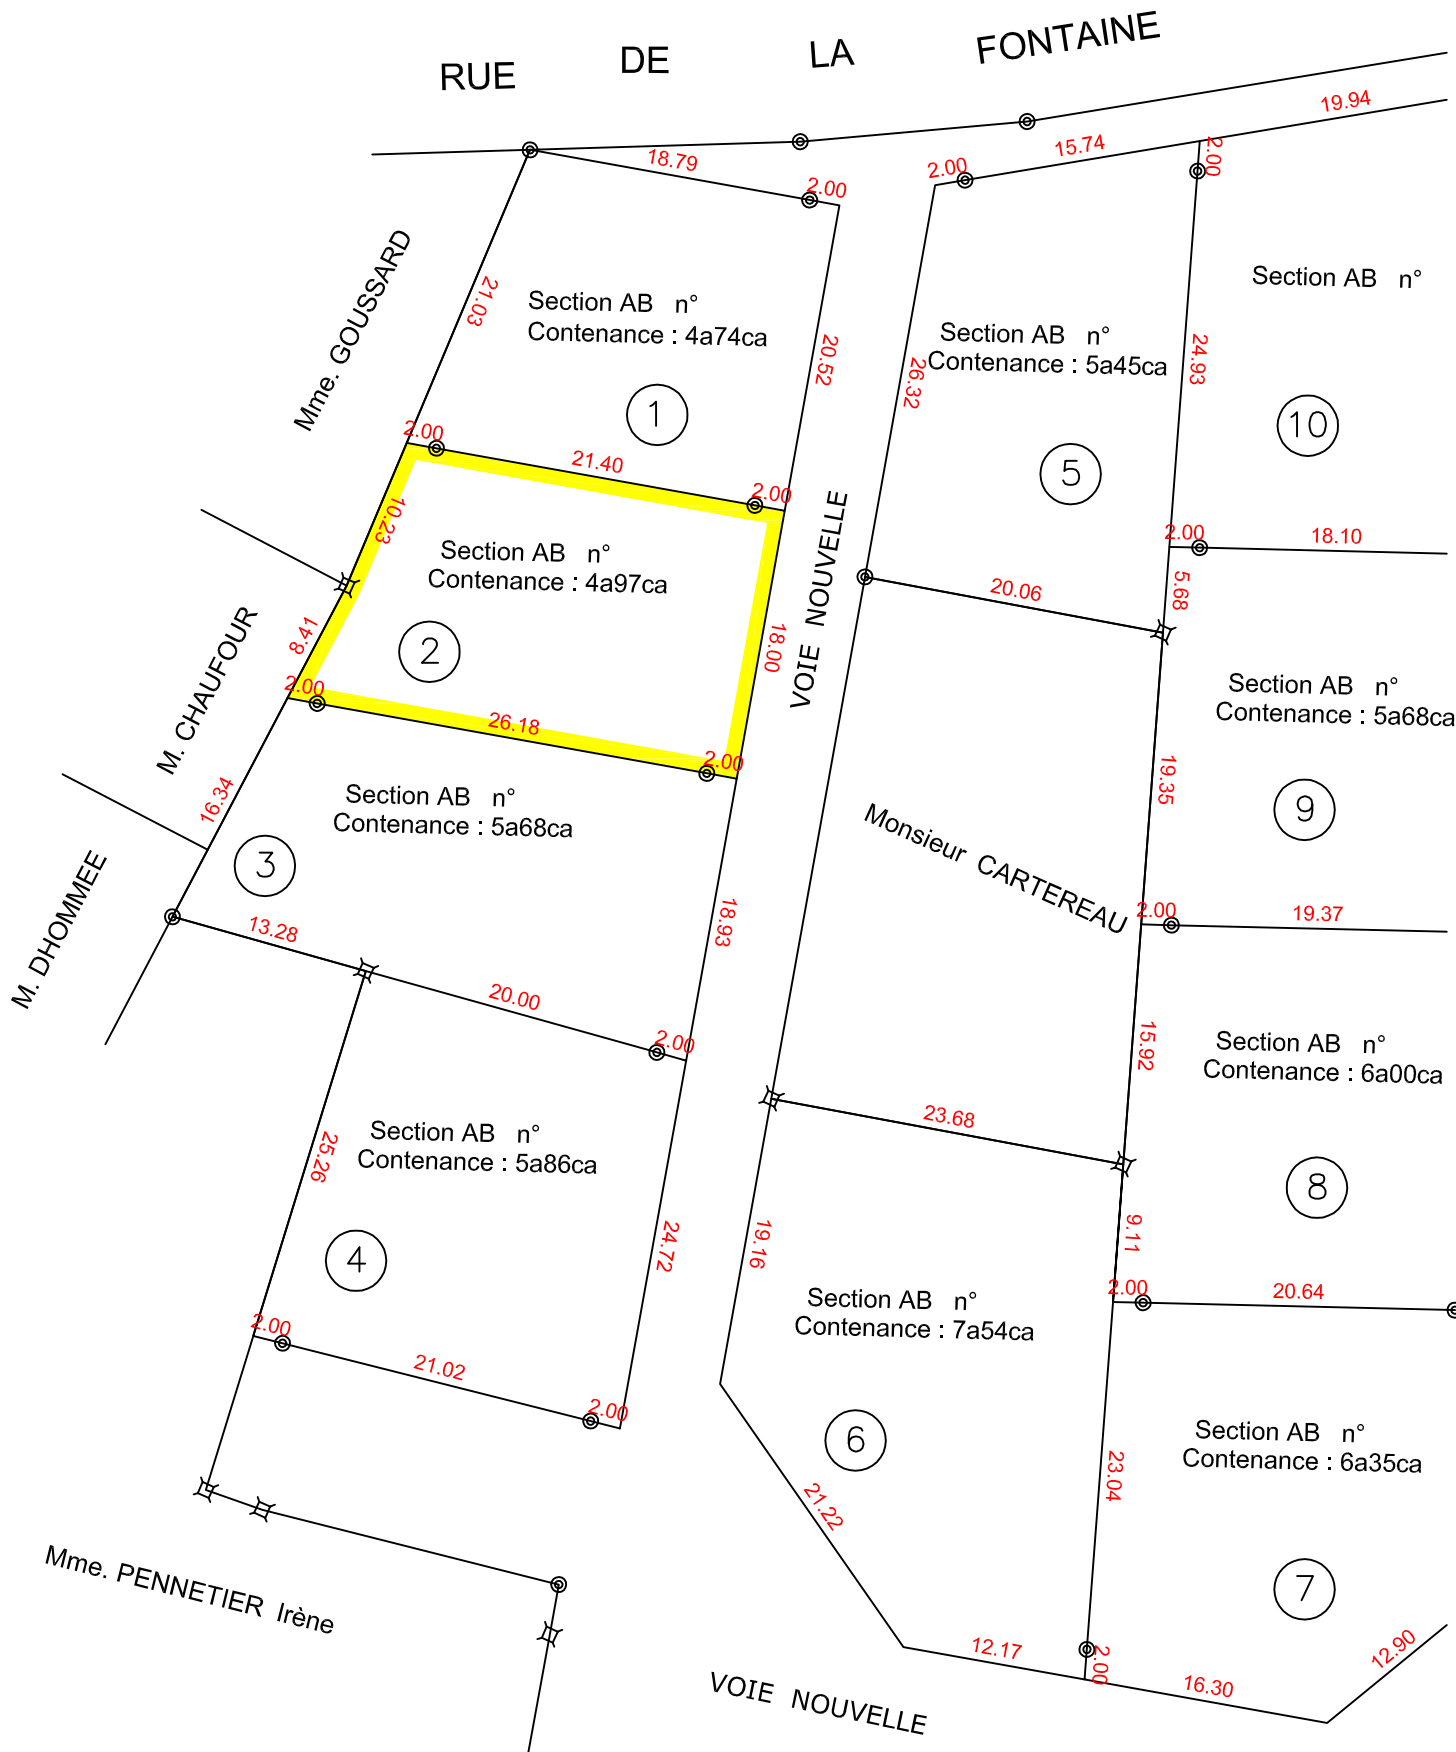 RUE DE LA FONTAINE
19.94
15.74
18.79
2.00
2.00
2.00
Mme. GOUSSARD
21.03
Section AB n°
Contenance : 4a74ca
1
20.52
26.32
Section AB n°
Contenance : 5a45ca
5
24.93
Section AB n°
10
2.00
21.40
2.00
10.23
Section AB n°
Contenance : 4a97ca
2
18.00
VOIE NOUVELLE
20.06
2.00
18.10
5.68
M. CHAUFOUR
8.41
2.00
26.18
2.00
Section AB n°
Contenance : 5a68ca
9
19.35
16.34
Section AB n°
Contenance : 5a68ca
3
18.93
Monsieur CARTEREAU
2.00
19.37
M. DHOMMEE
13.28
20.00
2.00
15.92
Section AB n°
Contenance : 6a00ca
8
25.26
Section AB n°
Contenance : 5a86ca
4
24.72
23.68
19.16
9.11
2.00
20.64
Section AB n°
Contenance : 7a54ca
6
2.00
21.02
2.00
21.22
23.04
Section AB n°
Contenance : 6a35ca
7
Mme. PENNETIER Irène
12.17
2.00
16.30
12.90
VOIE NOUVELLE